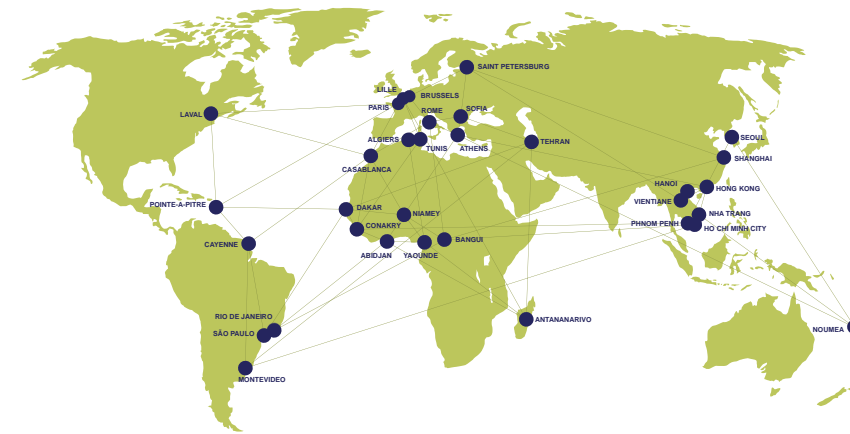 SAINT PETERSBURG
LILLE
BRUSSELS
PARIS
ROME
SOFIA
LAVAL
ALGIERS
TUNIS
ATHENS
TEHRAN
SEOUL
SHANGHAI
CASABLANCA
HANOI
HONG KONG
VIENTIANE
POINTE-A-PITRE
DAKAR
NIAMEY
NHA TRANG
CONAKRY
PHNOM PENH
HO CHI MINH CITY
CAYENNE
BANGUI
ABIDJAN
YAOUNDE
RIO DE JANEIRO
ANTANANARIVO
SÃO PAULO
NOUMEA
MONTEVIDEO